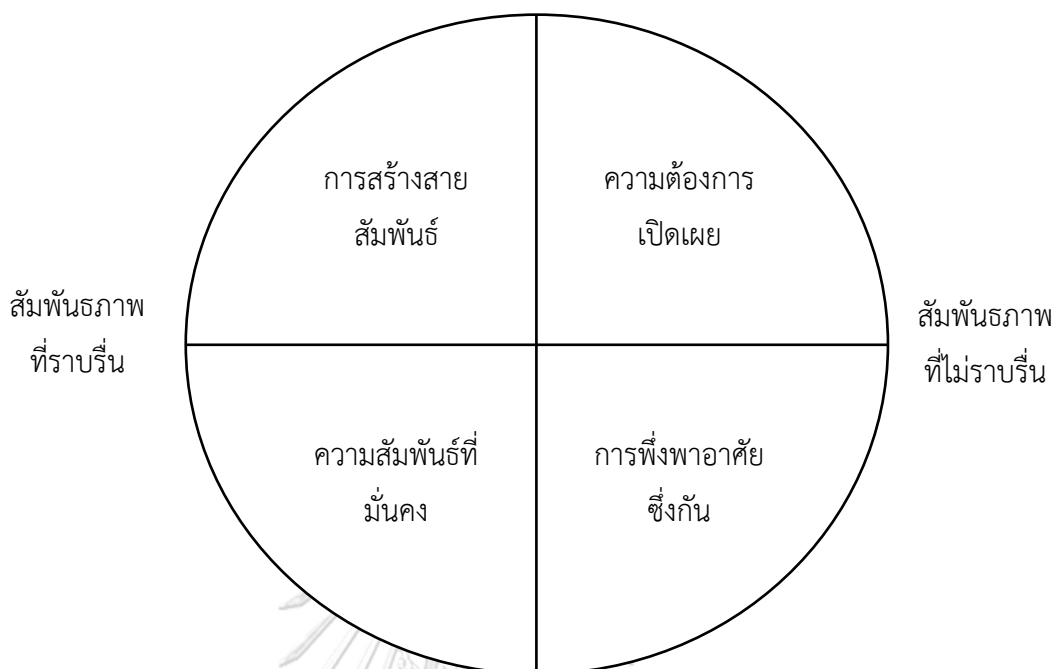 การสร้างสาย
สัมพันธ์
ความต้องการ
เปิดเผย
สัมพันธภาพ
ที่ราบรื่น
สัมพันธภาพ
ที่ไม่ราบรื่น
ความสัมพันธ์ที่
มั่นคง
การพึ่งพาอาศัย
ซึ่งกัน